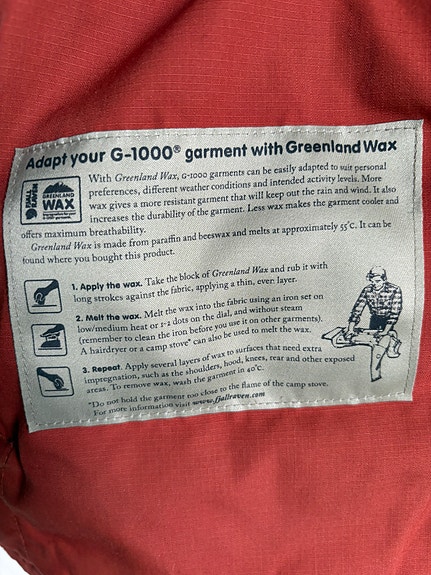 Adapt your G-1000® garment with Greenland Wax
FJÄLL
RÄVEN
GREENLAND
WAX
With Greenland Wax, G-1000 garments can be easily adapted to suit personal
preferences, different weather conditions and intended activity levels. More
wax gives a more resistant garment that will keep out the rain and wind. It also
increases the durability of the garment. Less wax makes the garment cooler and
offers maximum breathability.
Greenland Wax is made from paraffin and beeswax and melts at approximately 55°C. It can be
found where you bought this product.
1. Apply the wax. Take the block of Greenland Wax and rub it with
long strokes against the fabric, applying a thin, even layer.
2. Melt the wax. Melt the wax into the fabric using an iron set on
low/medium heat or 1-2 dots on the dial, and without steam
(remember to clean the iron before you use it on other garments).
A hairdryer or a camp stove* can also be used to melt the wax.
3. Repeat. Apply several layers of wax to surfaces that need extra
impregnation, such as the shoulders, hood, knees, rear and other exposed
areas. To remove wax, wash the garment in 40°C.
*Do not hold the garment too close to the flame of the camp stove.
For more information visit www.fjallraven.com